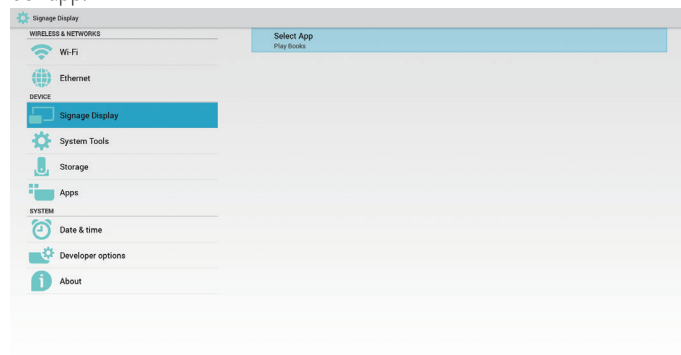 Signage Display
WIRELESS & NETWORKS
Wi-Fi
Ethernet
DEVICE
Signage Display
System Tools
Storage
Apps
SYSTEM
Date & time
Developer options
About
Select App
Play Books